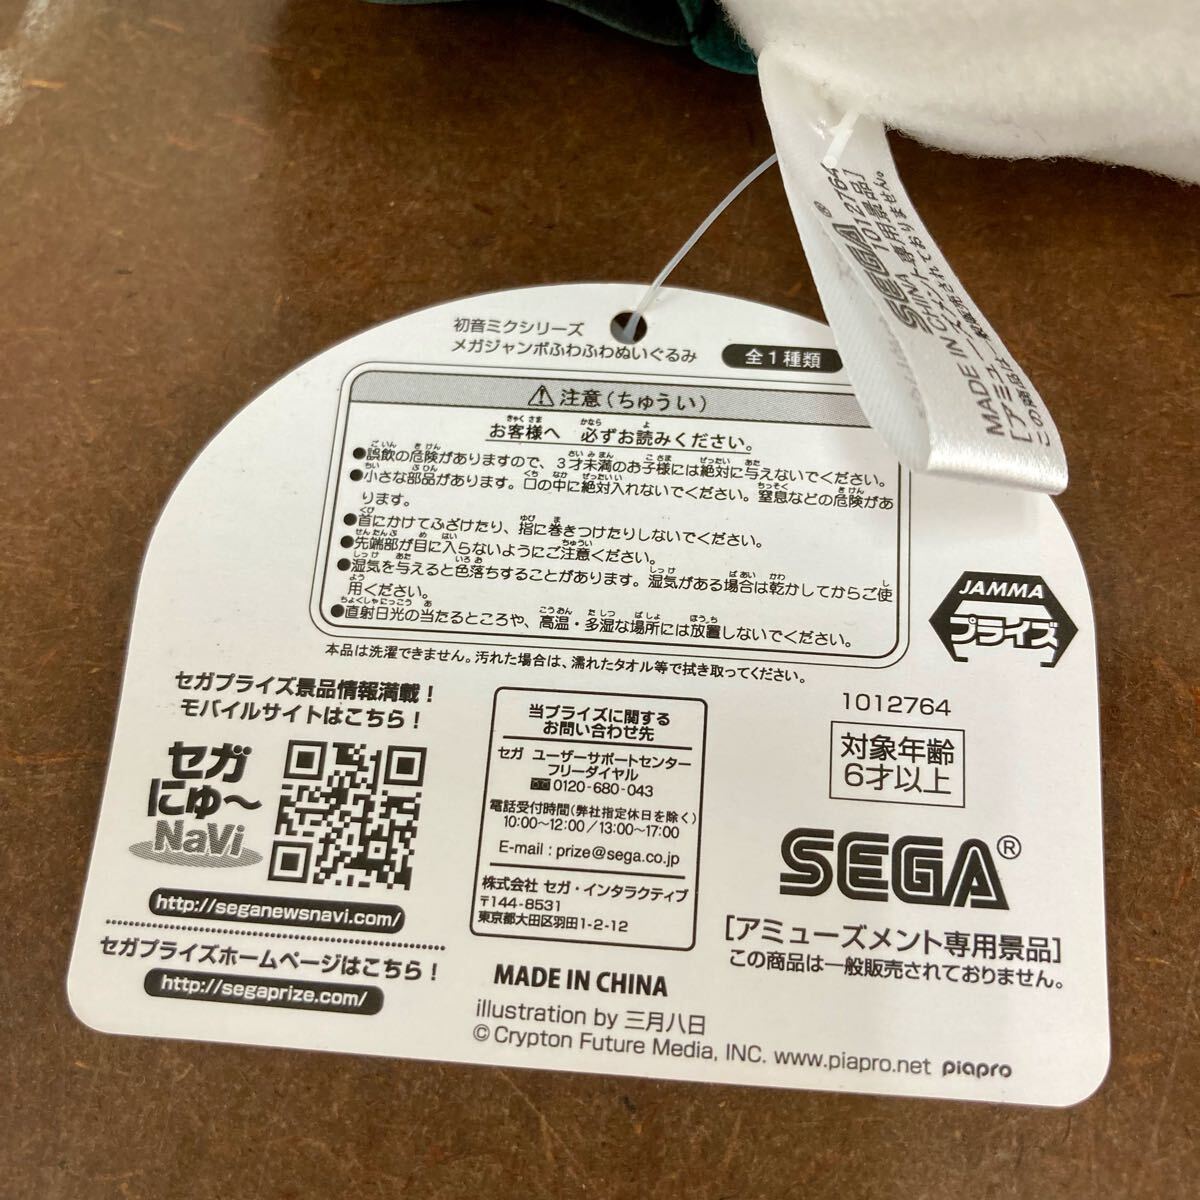 初音ミクシリーズ
メガジャンボふわふわぬいぐるみ
全1種類
⚠注意(ちゅうい)
お客様へ 必ずお読みください。
●誤飲の危険がありますので、3才未満のお子様には絶対に与えないでください。
●小さな部品があります。口の中に絶対入れないでください。窒息などの危険があ
ります。
●首にかけてふざけたり、指に巻きつけたりしないでください。
●先端部が目に入らないようにご注意ください。
●湿気を与えると色落ちすることがあります。湿気がある場合は乾かしてからご使
用ください。
●直射日光の当たるところや、高温・多湿な場所には放置しないでください。
本品は洗濯できません。汚れた場合は、濡れたタオル等で拭き取ってください。
JAMMA
プライズ
セガプライズ景品情報満載!
モバイルサイトはこちら!
セガ
にゅ〜
NaVi
http://seganewsnavi.com/
セガプライズホームページはこちら!
http://segaprize.com/
当プライズに関する
お問い合わせ先
セガ ユーザーサポートセンター
フリーダイヤル
0120-680-043
電話受付時間(弊社指定休日を除く)
10:00〜12:00/13:00〜17:00
E-mail : prize@sega.co.jp
株式会社 セガ・インタラクティブ
〒144-8531
東京都大田区羽田1-2-12
1012764
対象年齢
6才以上
SEGA®
[アミューズメント専用景品]
この商品は一般販売されておりません。
MADE IN CHINA
illustration by 三月八日
© Crypton Future Media, INC. www.piapro.net piapro
SEGA®
MADE IN CHINA 1012764